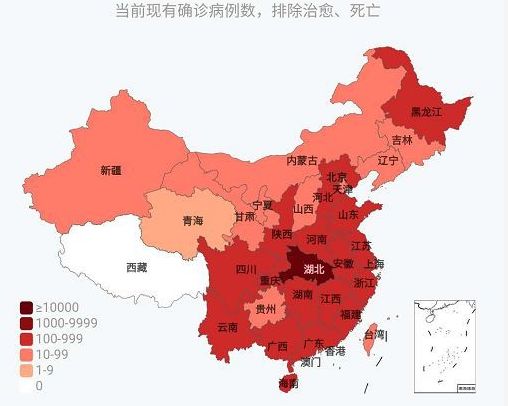 当前现有确诊病例数，排除治愈、死亡
黑龙江
吉林
辽宁
内蒙古
新疆
北京
天津
河北
宁夏
山西
山东
青海
甘肃
陕西
河南
江苏
西藏
四川
湖北
安徽
上海
重庆
浙江
湖南
江西
贵州
福建
云南
台湾
广西
广东
香港
澳门
海南
≥10000
1000-9999
100-999
10-99
1-9
0